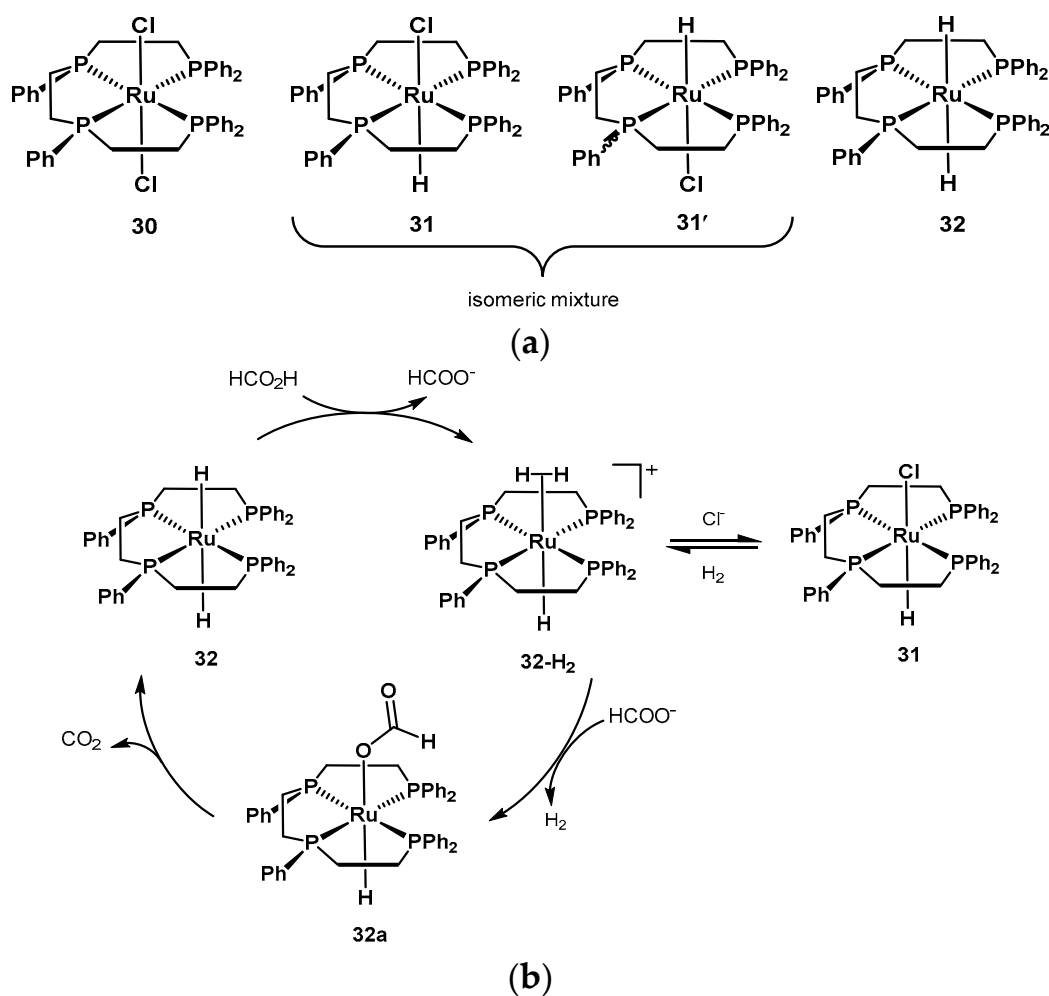 Cl Cl H H
P PPh2 P PPh2 P PPh2 P PPh2
Ph Ru Ph Ru Ph Ru Ph Ru
P PPh2 P PPh2 P PPh2 P PPh2
Ph Ph Ph Ph
Cl H Cl H
30 31 31′ 32
isomeric mixture
(a)
HCO2H HCOO−
H H H + Cl
P PPh2 P PPh2 Cl− P PPh2
Ph Ru Ph Ru Ph Ru
P PPh2 P PPh2 H2 P PPh2
Ph Ph Ph
H H H
32 32-H2 31
O
H HCOO−
CO2 O
P PPh2
Ph Ru H2
P PPh2
Ph
H
32a
(b)